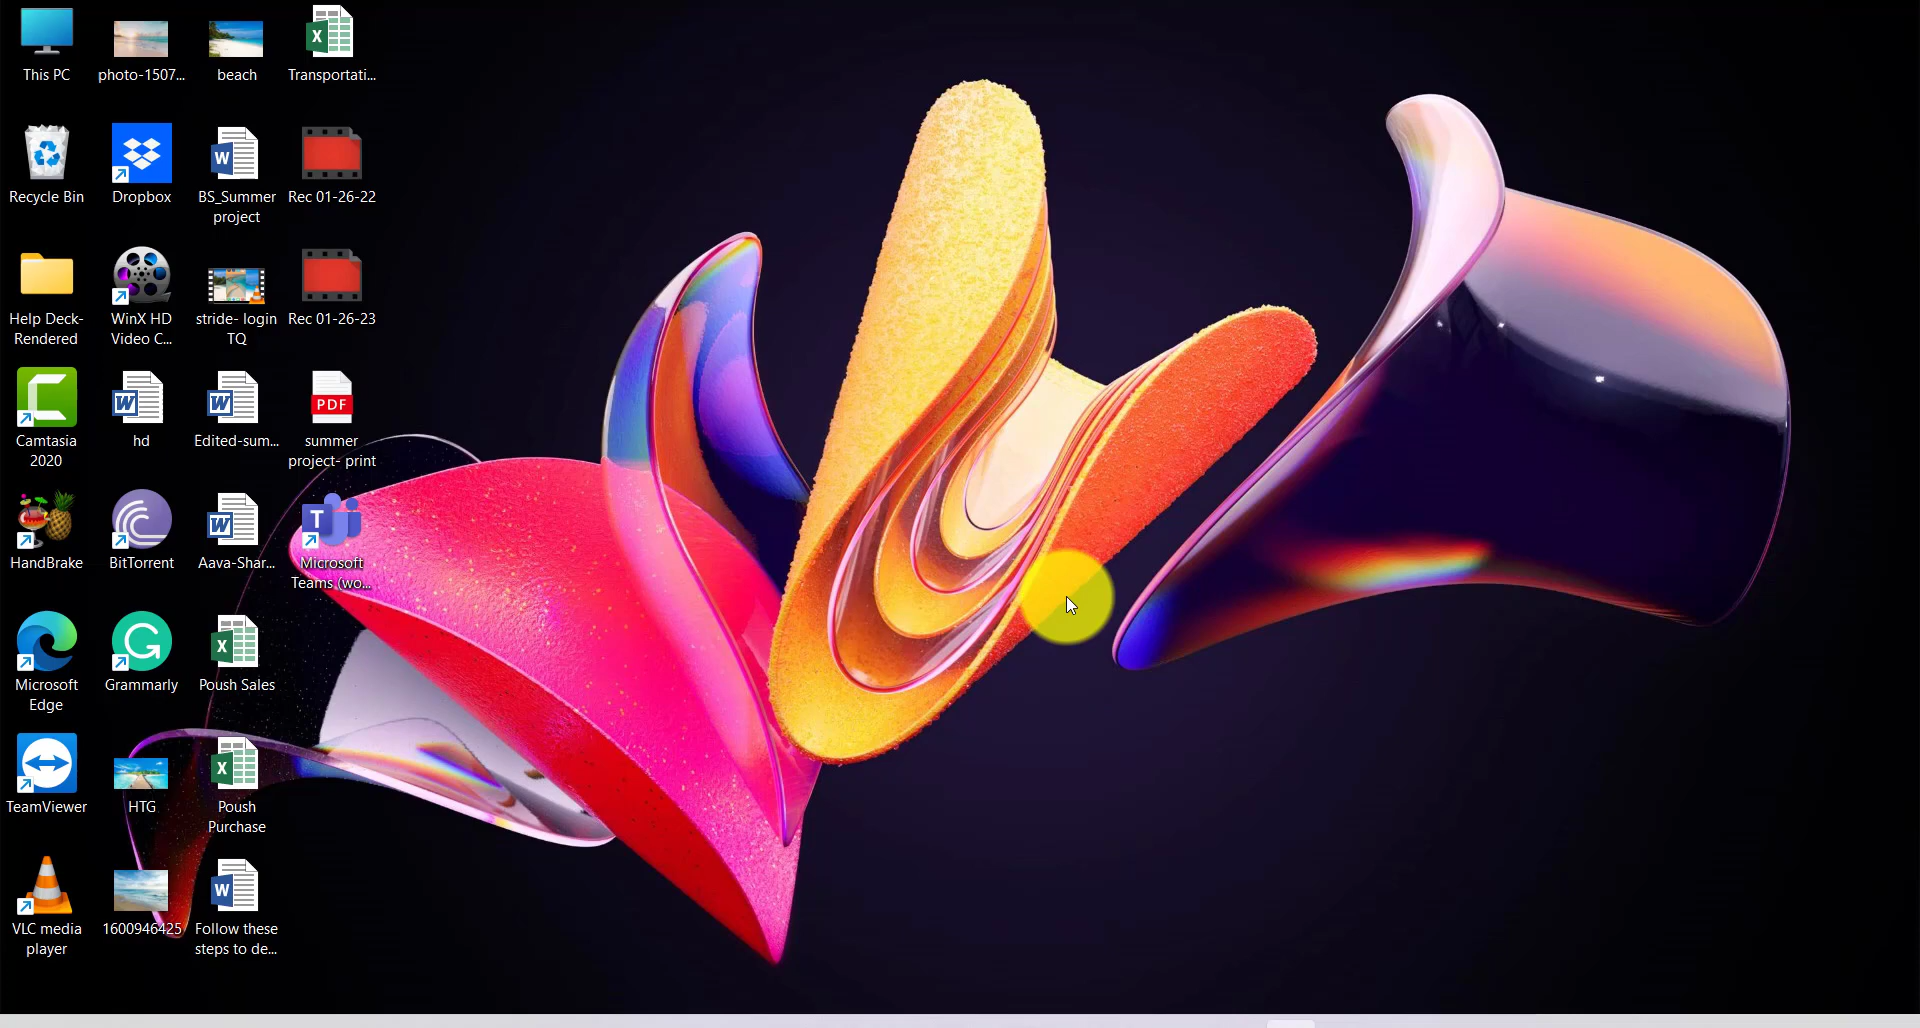 This PC
photo-1507...
beach
Transportati...
Recycle Bin
Dropbox
BS_Summer
project
Rec 01-26-22
Help Deck-
Rendered
WinX HD
Video C...
stride- login
TQ
Rec 01-26-23
Camtasia
2020
hd
Edited-sum...
PDF
summer
project- print
HandBrake
BitTorrent
Aava-Shar...
Microsoft
Teams (wo...
Microsoft
Edge
Grammarly
Poush Sales
TeamViewer
HTG
Poush
Purchase
VLC media
player
1600946425
Follow these
steps to de...